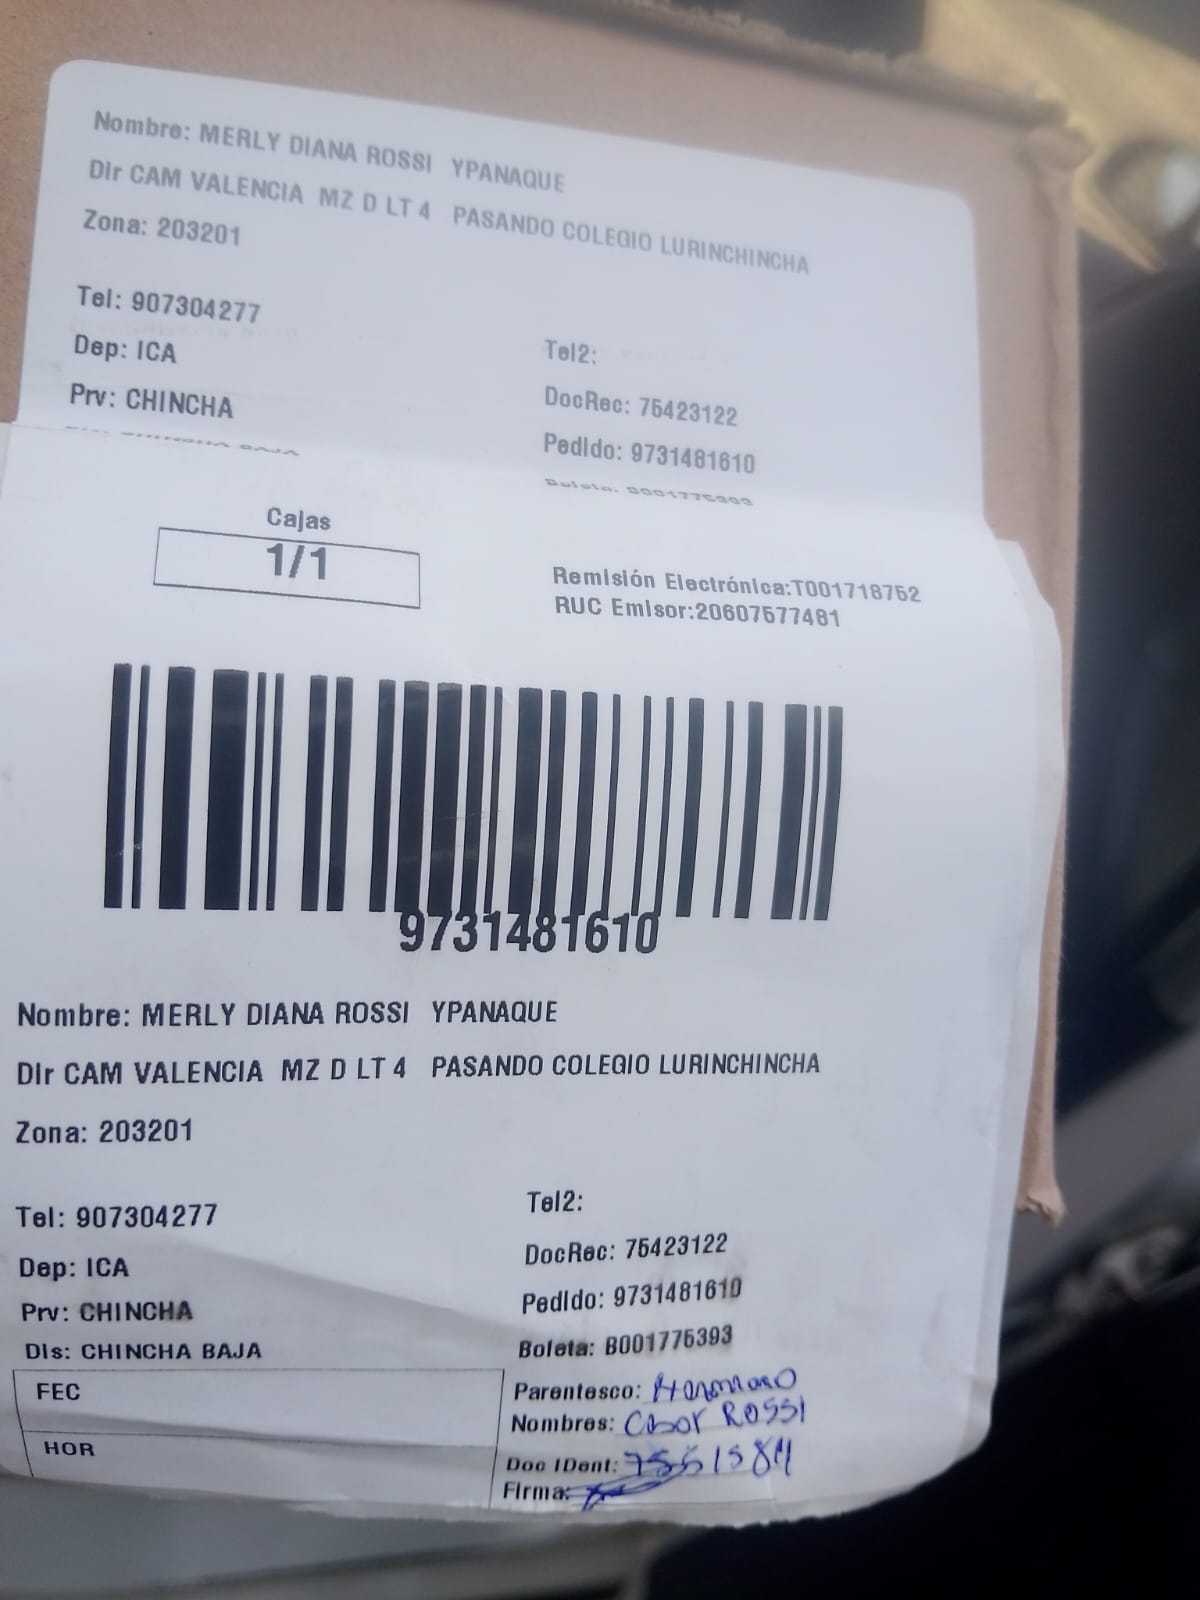 Nombre: MERLY DIANA ROSSI YPANAQUE
Dir CAM VALENCIA MZ D LT 4 PASANDO COLEGIO LURINCHINCHA
Zona: 203201
Tel: 907304277
Tel2:
Dep: ICA
DocRec: 75423122
Prv: CHINCHA
Pedido: 9731481610
Boleta: B001775393
Cajas
1/1
Remisión Electrónica:T001718752
RUC Emisor:20607577481
9731481610
Nombre: MERLY DIANA ROSSI YPANAQUE
Dir CAM VALENCIA MZ D LT 4 PASANDO COLEGIO LURINCHINCHA
Zona: 203201
Tel: 907304277
Tel2:
Dep: ICA
DocRec: 75423122
Prv: CHINCHA
Pedido: 9731481610
Dis: CHINCHA BAJA
Boleta: B001775393
FEC
Parentesco: Hermano
Nombres: ROSSI
HOR
Doc IDent:
Firma: